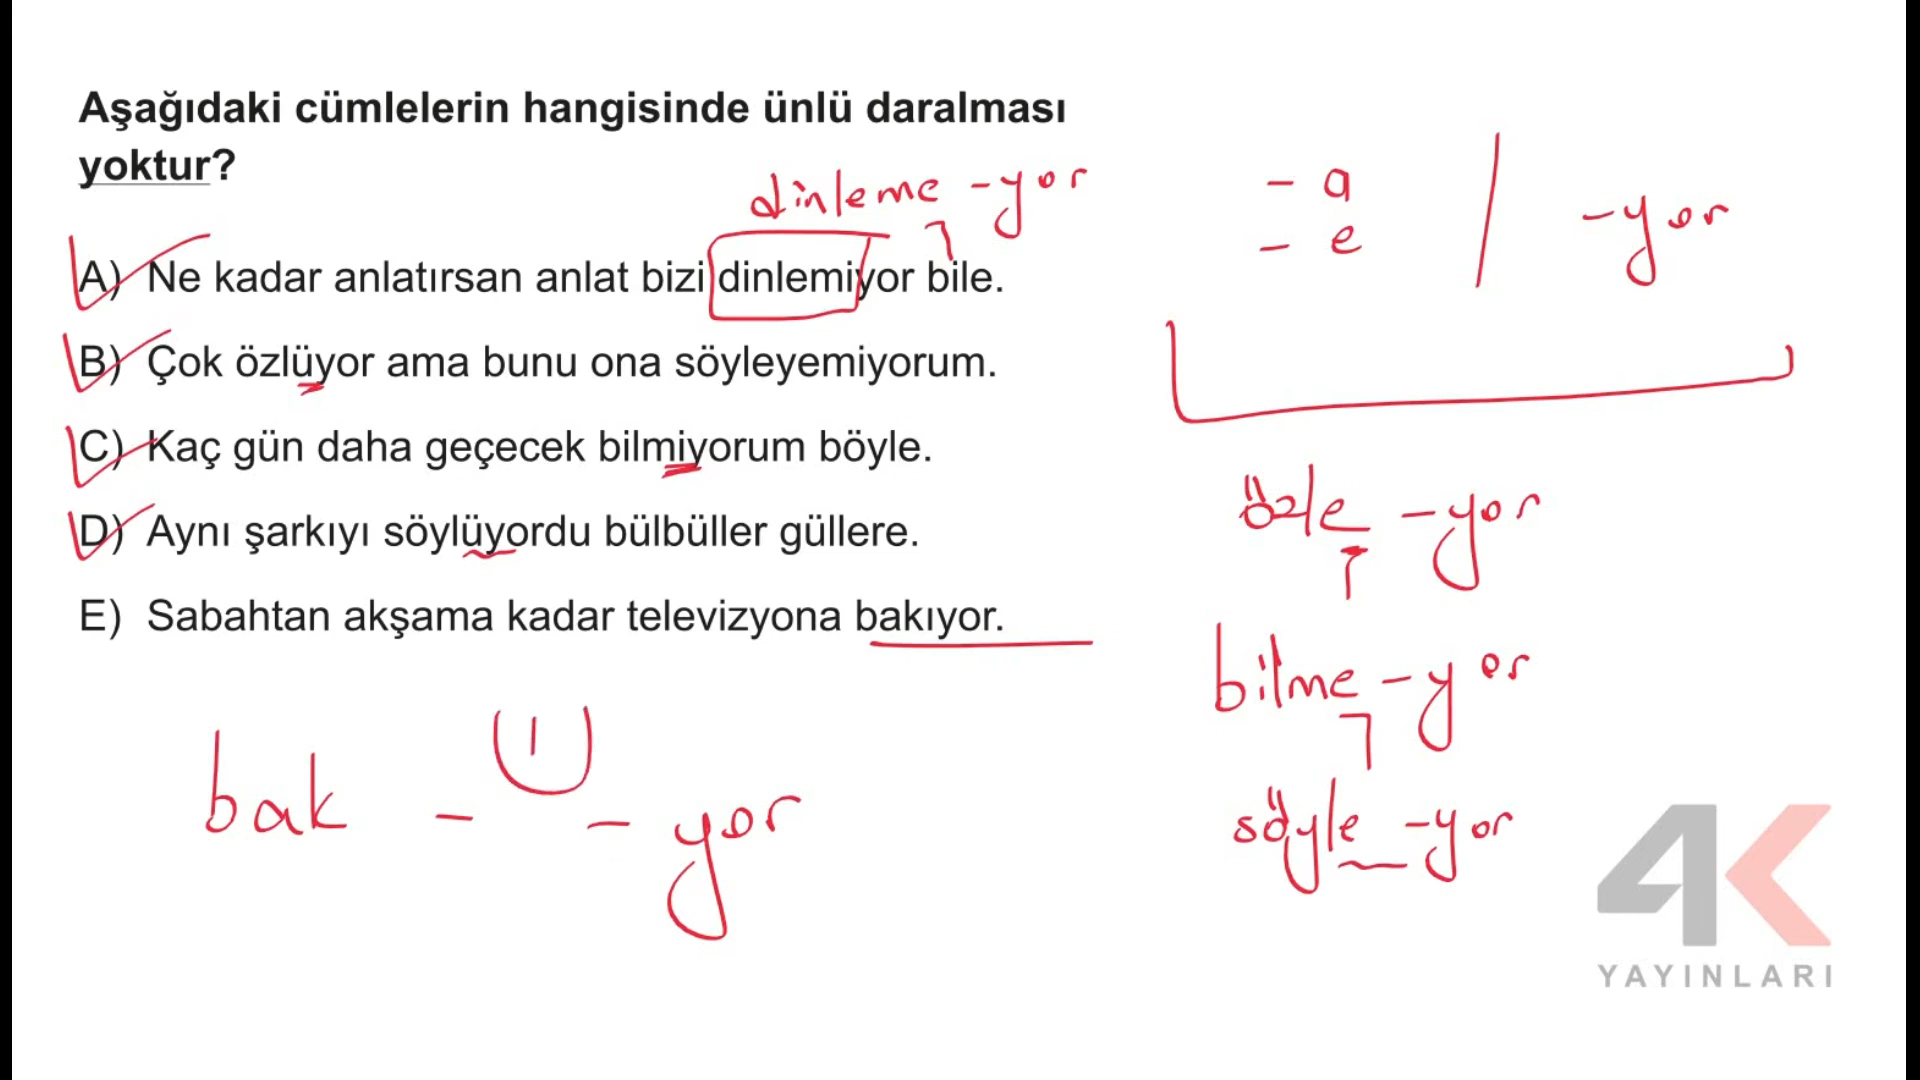 Aşağıdaki cümlelerin hangisinde ünlü daralması
yoktur?
dinleme -yor
A) Ne kadar anlatırsan anlat bizi dinlemiyor bile.
B) Çok özlüyor ama bunu ona söyleyemiyorum.
C) Kaç gün daha geçecek bilmiyorum böyle.
D) Aynı şarkıyı söylüyordu bülbüller güllere.
E) Sabahtan akşama kadar televizyona bakıyor.
bak - ı - yor
- a
- e
-yor
özle -yor
bilme -yor
söyle -yor
4K
YAYINLARI